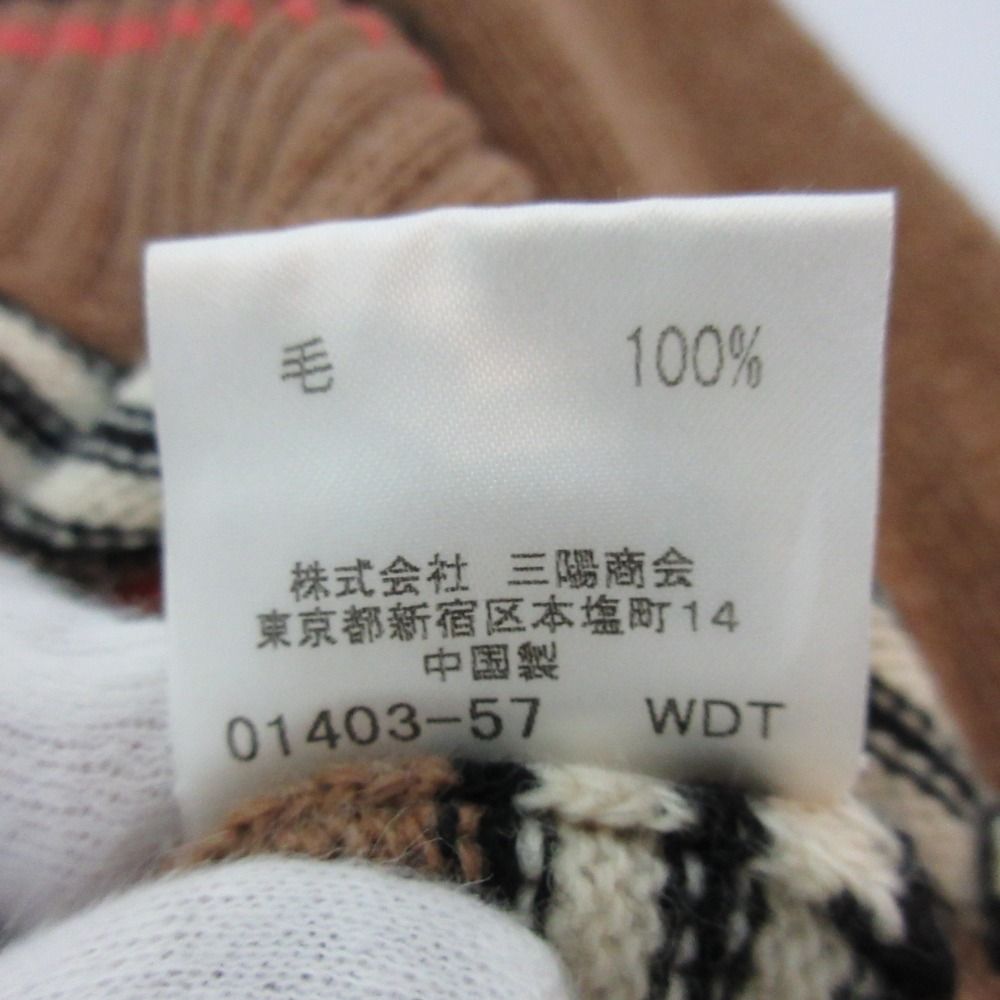 毛 100%
株式会社 三陽商会
東京都新宿区本塩町14
中国製
01403-57 WDT